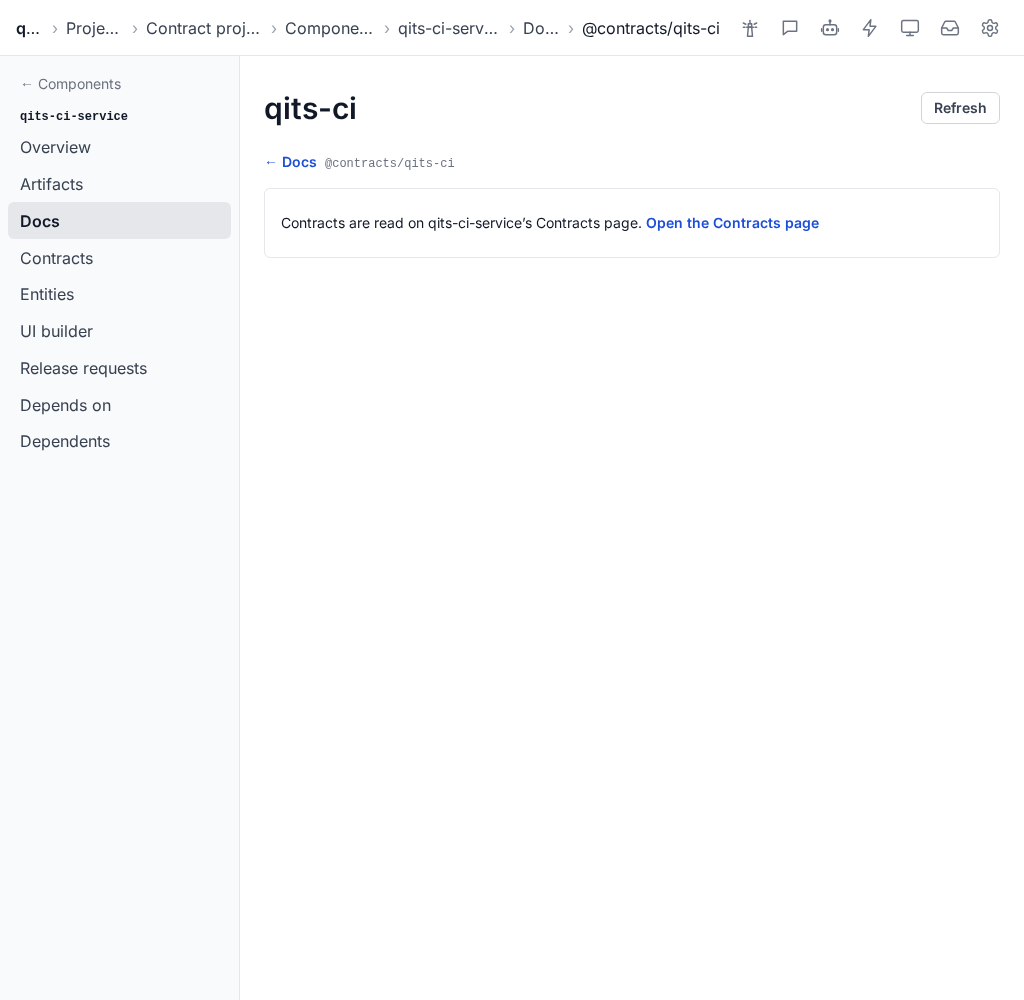 q… › Proje… › Contract proj… › Compone… › qits-ci-serv… › Do… › @contracts/qits-ci
← Components
qits-ci-service
Overview
Artifacts
Docs
Contracts
Entities
UI builder
Release requests
Depends on
Dependents
qits-ci
Refresh
← Docs @contracts/qits-ci
Contracts are read on qits-ci-service’s Contracts page. Open the Contracts page